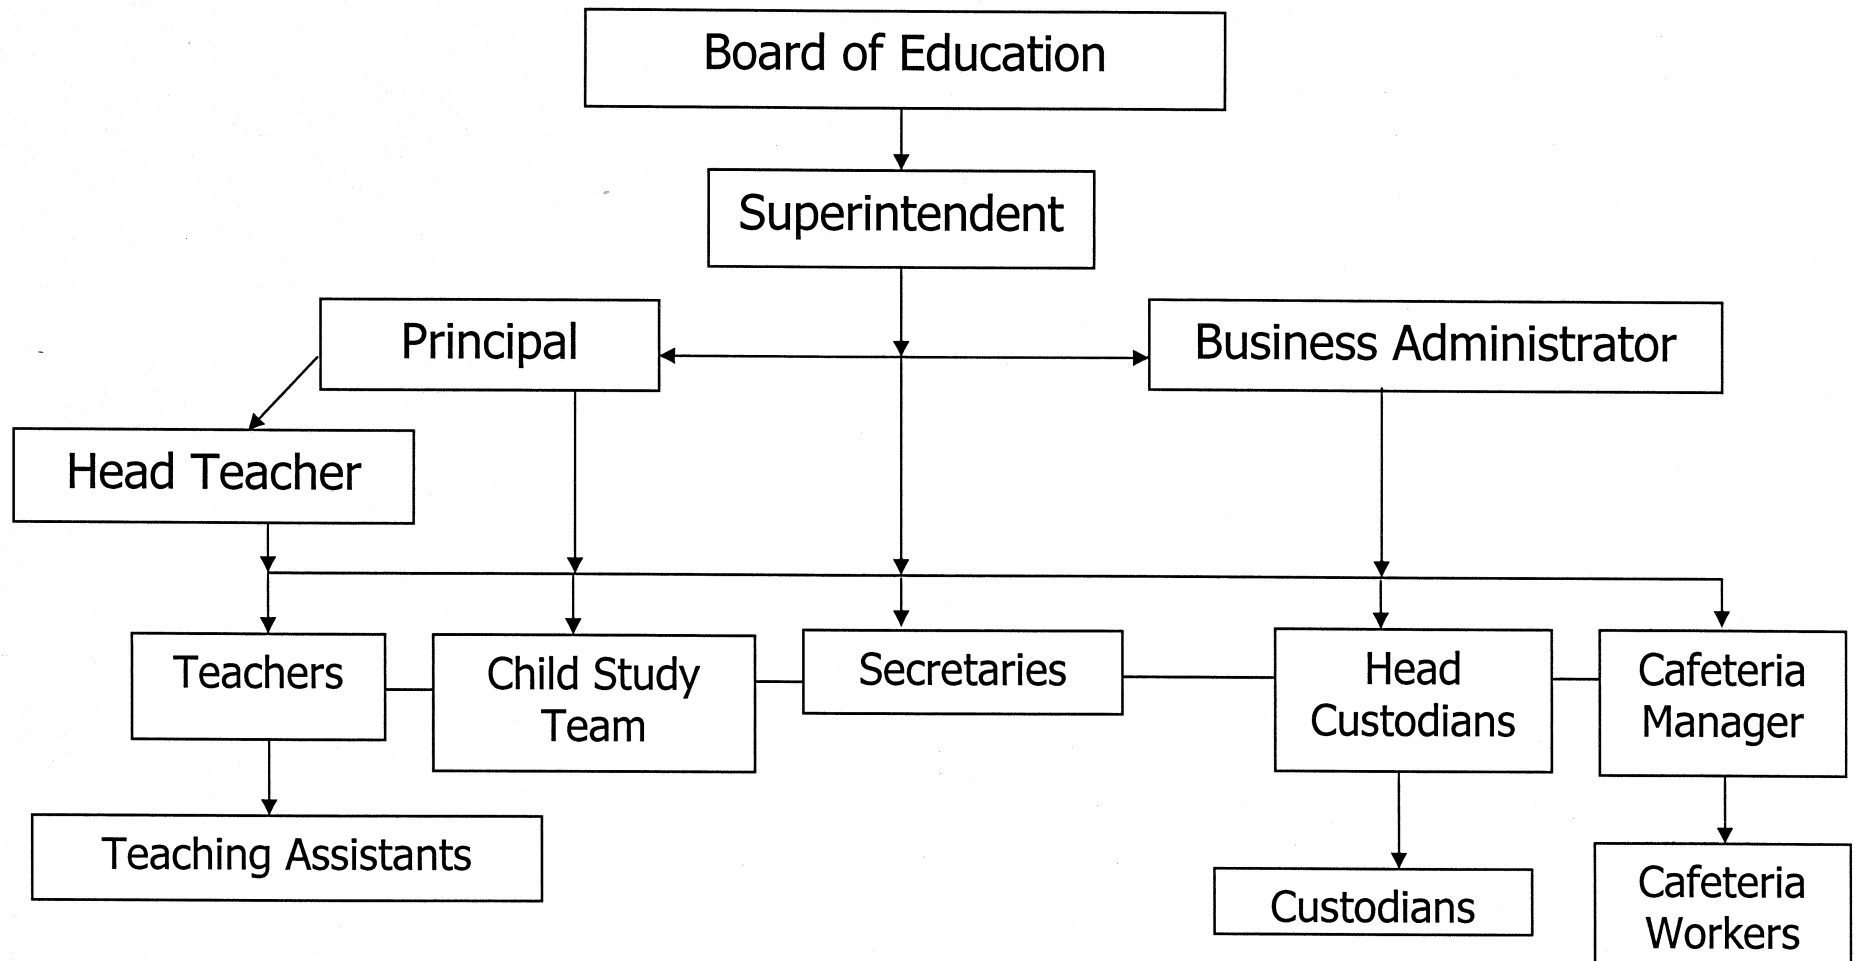 Board of Education
Superintendent
Principal
Business Administrator
Head Teacher
Teachers
Child Study
Team
Secretaries
Head
Custodians
Cafeteria
Manager
Teaching Assistants
Custodians
Cafeteria
Workers